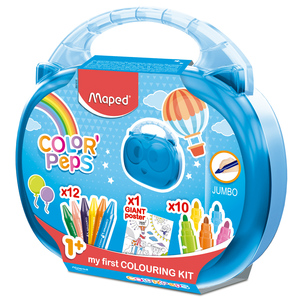 Maped
COLOR'
PEPS
JUMBO
x12
x1
GIANT
poster
x10
1+
my first COLOURING KIT